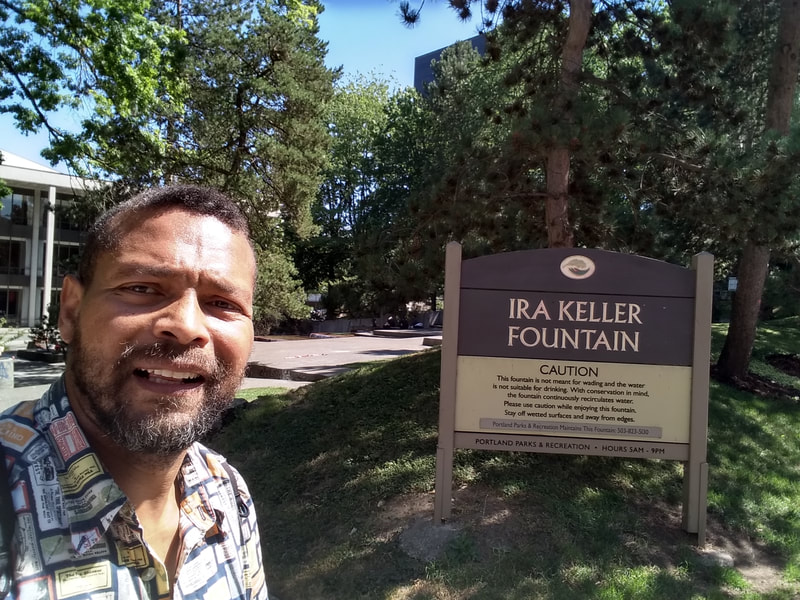 IRA KELLER
FOUNTAIN
CAUTION
This fountain is not meant for wading and the water
is not suitable for drinking. With conservation in mind,
the fountain continuously recirculates water.
Please use caution while enjoying this fountain.
Stay off wetted surfaces and away from edges.
Portland Parks & Recreation Maintains This Fountain: 503-823-5110
PORTLAND PARKS & RECREATION • HOURS 5AM - 9PM